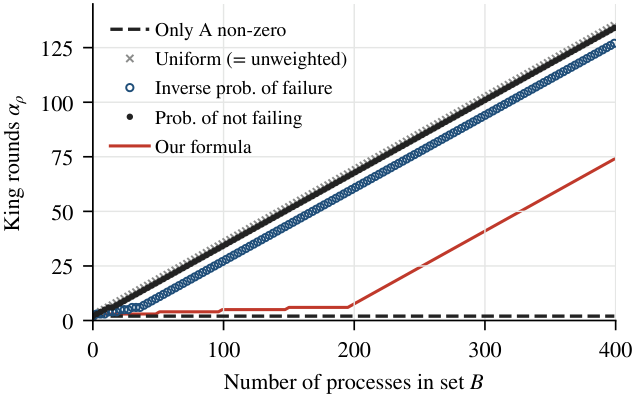 Only A non-zero
Uniform (= unweighted)
Inverse prob. of failure
Prob. of not failing
Our formula
King rounds αρ
125
100
75
50
25
0
0 100 200 300 400
Number of processes in set B